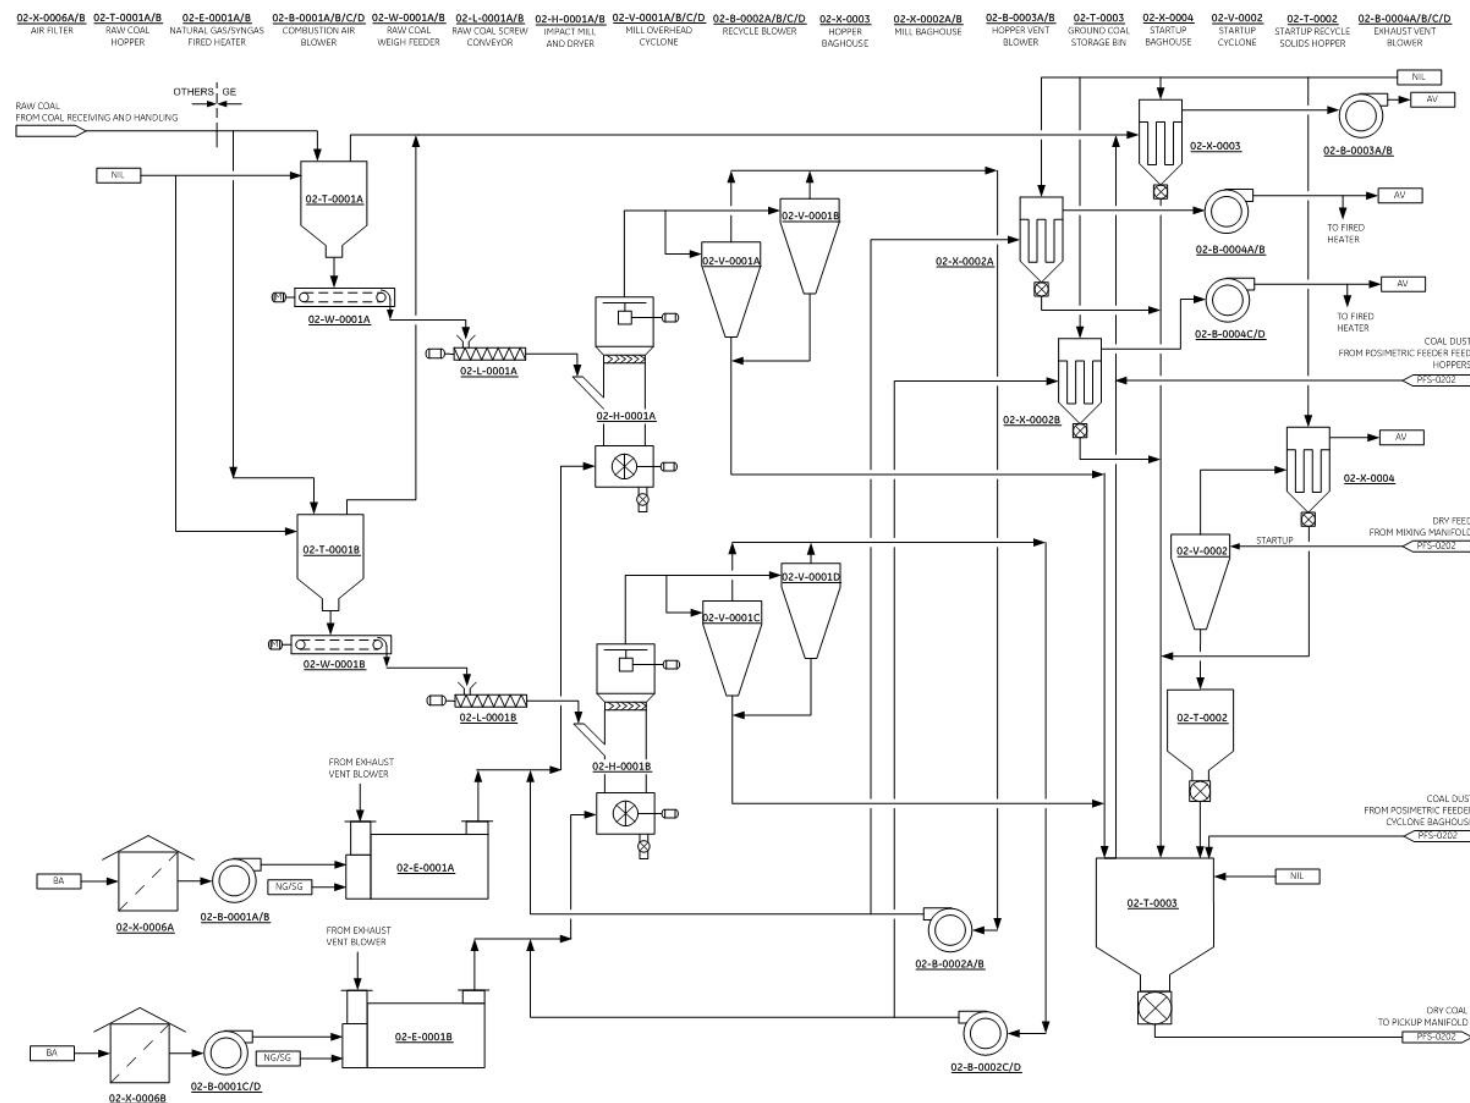 02-X-0006A/B
AIR FILTER
02-T-0001A/B
RAW COAL
HOPPER
02-E-0001A/B
NATURAL GAS/SYNGAS
FIRED HEATER
02-B-0001A/B/C/D
COMBUSTION AIR
BLOWER
02-W-0001A/B
RAW COAL
WEIGH FEEDER
02-L-0001A/B
RAW COAL SCREW
CONVEYOR
02-H-0001A/B
IMPACT MILL
AND DRYER
02-V-0001A/B/C/D
MILL OVERHEAD
CYCLONE
02-B-0002A/B/C/D
RECYCLE BLOWER
02-X-0003
HOPPER
BAGHOUSE
02-X-0002A/B
MILL BAGHOUSE
02-B-0003A/B
HOPPER VENT
BLOWER
02-T-0003
GROUND COAL
STORAGE BIN
02-X-0004
STARTUP
BAGHOUSE
02-V-0002
STARTUP
CYCLONE
02-T-0002
STARTUP RECYCLE
SOLIDS HOPPER
02-B-0004A/B/C/D
EXHAUST VENT
BLOWER
OTHERS GE
RAW COAL
FROM COAL RECEIVING AND HANDLING
NIL
NIL
AV
02-X-0003
02-B-0003A/B
02-T-0001A
02-V-0001B
AV
TO FIRED
HEATER
02-B-0004A/B
02-V-0001A
02-X-0002A
AV
M
02-W-0001A
TO FIRED
HEATER
02-B-0004C/D
COAL DUST
FROM POSIMETRIC FEEDER FEED
HOPPERS
PFS-0202
02-L-0001A
02-H-0001A
02-X-0002B
AV
02-X-0004
DRY FEED
FROM MIXING MANIFOLD
PFS-0202
STARTUP
02-V-0002
02-T-0001B
02-V-0001D
02-V-0001C
M
02-W-0001B
02-L-0001B
02-T-0002
02-H-0001B
FROM EXHAUST
VENT BLOWER
COAL DUST
FROM POSIMETRIC FEEDER
CYCLONE BAGHOUSE
PFS-0202
02-E-0001A
BA
NG/SG
NIL
02-T-0003
02-B-0001A/B
02-X-0006A
FROM EXHAUST
VENT BLOWER
02-B-0002A/B
DRY COAL
TO PICKUP MANIFOLD
PFS-0202
02-E-0001B
BA
NG/SG
02-B-0002C/D
02-B-0001C/D
02-X-0006B